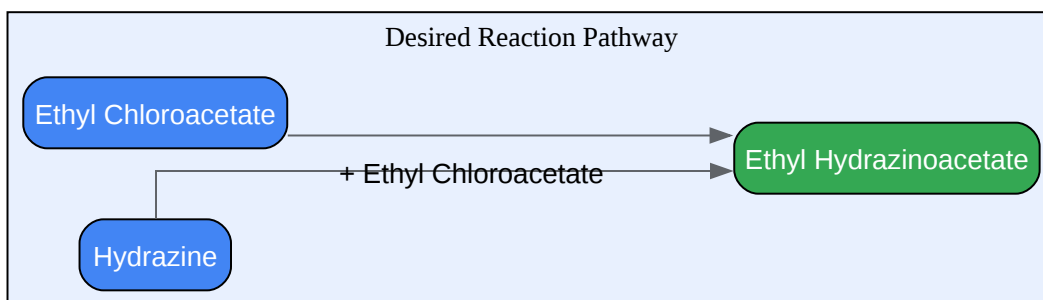 Desired Reaction Pathway
Ethyl Chloroacetate
Ethyl Hydrazinoacetate
+ Ethyl Chloroacetate
Hydrazine